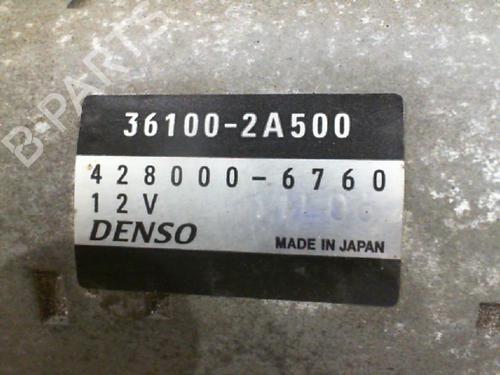 B-PARTS
36100-2A500
428000-6760
12V
DENSO
MADE IN JAPAN